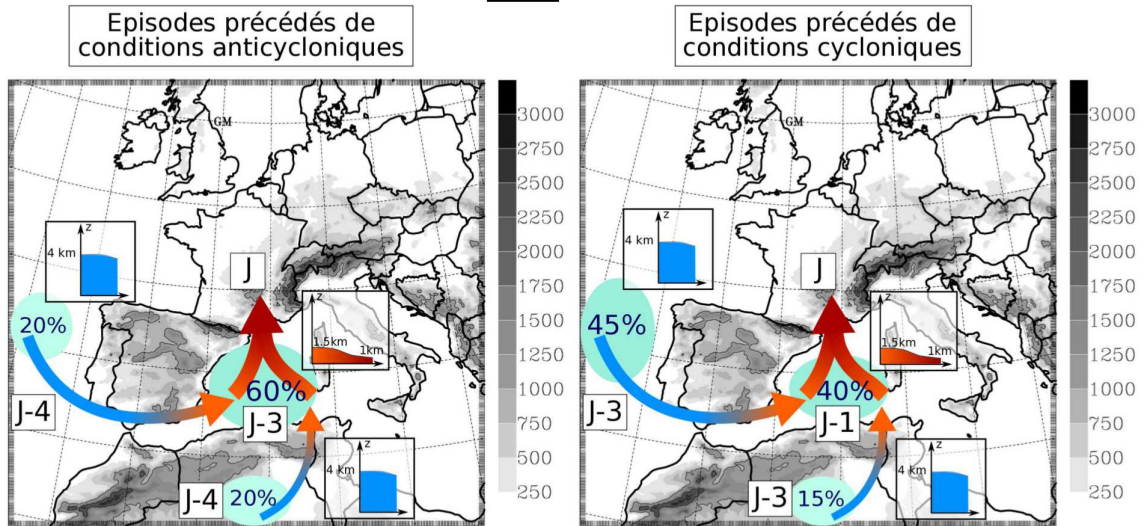 Episodes précédés de
conditions anticycloniques
Episodes précédés de
conditions cycloniques
GM
z
4 km
J
20%
z
1.5km
1km
60%
J-4
J-3
z
4 km
J-4
20%
3000
2750
2500
2250
2000
1750
1500
1250
1000
750
500
250
GM
z
4 km
J
45%
z
1.5km
1km
40%
J-3
J-1
z
4 km
J-3
15%
3000
2750
2500
2250
2000
1750
1500
1250
1000
750
500
250